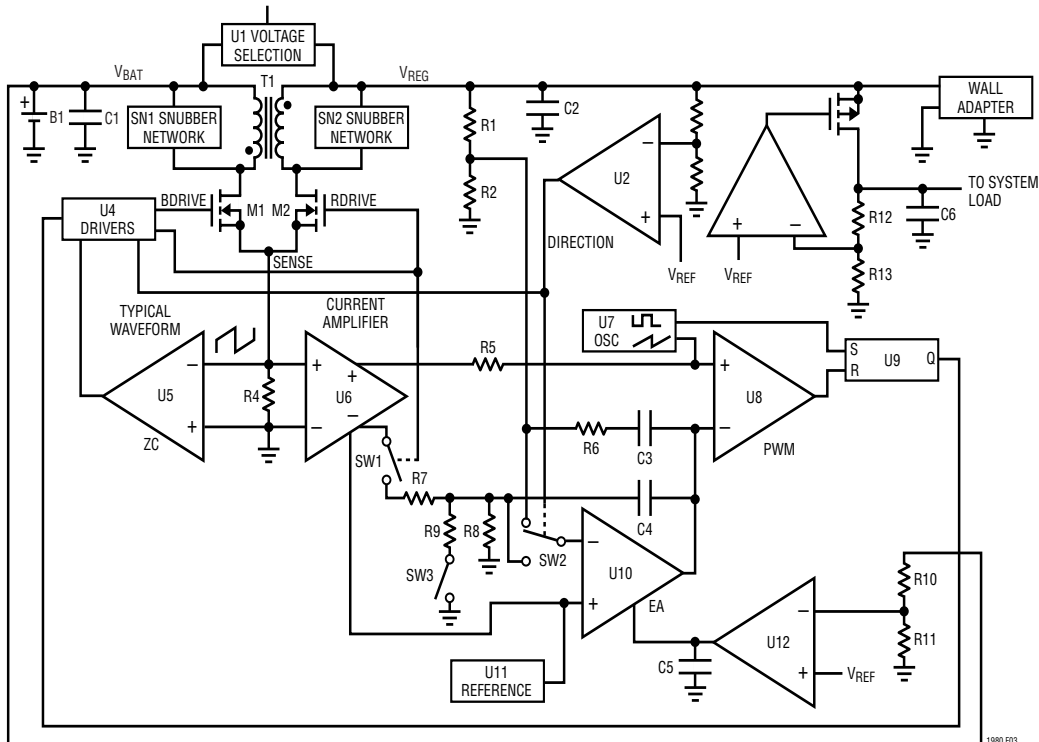 U1 VOLTAGE
SELECTION
VBAT
T1
VREG
+
B1
C1
SN1 SNUBBER
NETWORK
SN2 SNUBBER
NETWORK
R1
R2
C2
−
U2
+
VREF
DIRECTION
WALL
ADAPTER
+
−
VREF
TO SYSTEM
LOAD
R12
C6
R13
U4
DRIVERS
BDRIVE
M1
M2
RDRIVE
SENSE
TYPICAL
WAVEFORM
CURRENT
AMPLIFIER
−
U5
+
ZC
R4
+
+
U6
−
−
R5
U7
OSC
+
U8
−
PWM
S
R
U9
Q
R6
C3
SW1
R7
C4
R9
R8
SW2
SW3
−
U10
+
EA
U11
REFERENCE
C5
−
U12
+
VREF
R10
R11
1980 F03